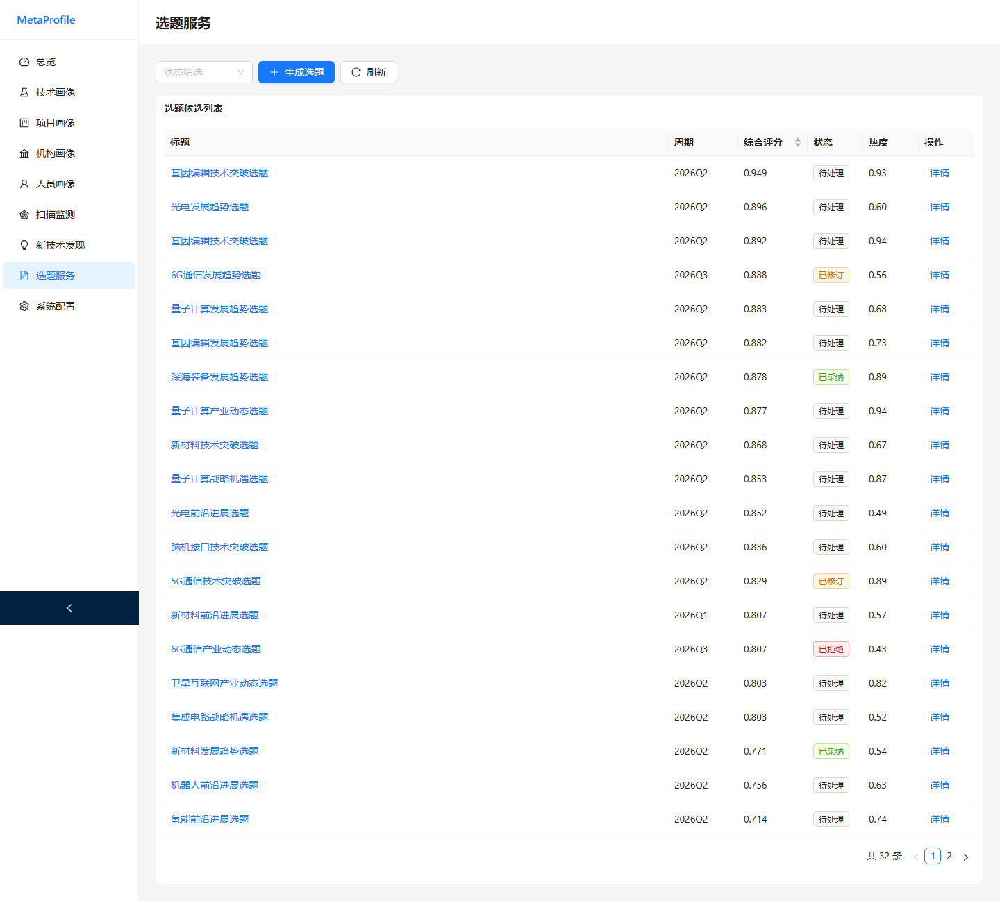 MetaProfile
选题服务
总览
技术画像
项目画像
机构画像
人员画像
扫描监测
新技术发现
选题服务
系统配置
状态筛选
生成选题
刷新
选题候选列表
标题 周期 综合评分 状态 热度 操作
基因编辑技术突破选题 2026Q2 0.949 待处理 0.93 详情
光电发展趋势选题 2026Q2 0.896 待处理 0.60 详情
基因编辑技术突破选题 2026Q2 0.892 待处理 0.94 详情
6G通信发展趋势选题 2026Q3 0.888 已修订 0.56 详情
量子计算发展趋势选题 2026Q2 0.883 待处理 0.68 详情
基因编辑发展趋势选题 2026Q2 0.882 待处理 0.73 详情
深海装备发展趋势选题 2026Q2 0.878 已采纳 0.89 详情
量子计算产业动态选题 2026Q2 0.877 待处理 0.94 详情
新材料技术突破选题 2026Q2 0.868 待处理 0.67 详情
量子计算战略机遇选题 2026Q2 0.853 待处理 0.87 详情
光电前沿进展选题 2026Q2 0.852 待处理 0.49 详情
脑机接口技术突破选题 2026Q2 0.836 待处理 0.60 详情
5G通信技术突破选题 2026Q2 0.829 已修订 0.89 详情
新材料前沿进展选题 2026Q1 0.807 待处理 0.57 详情
6G通信产业动态选题 2026Q3 0.807 已拒绝 0.43 详情
卫星互联网产业动态选题 2026Q2 0.803 待处理 0.82 详情
集成电路战略机遇选题 2026Q2 0.803 待处理 0.52 详情
新材料发展趋势选题 2026Q2 0.771 已采纳 0.54 详情
机器人前沿进展选题 2026Q2 0.756 待处理 0.63 详情
氢能前沿进展选题 2026Q2 0.714 待处理 0.74 详情
共 32 条 1 2